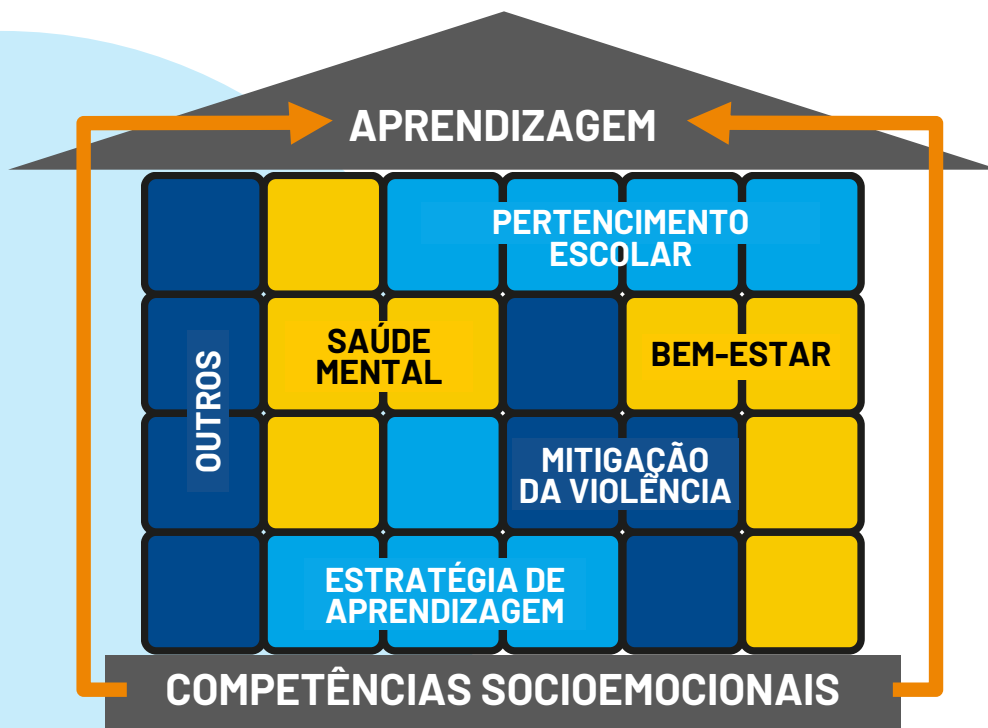 APRENDIZAGEM
PERTENCIMENTO
ESCOLAR
SAÚDE
MENTAL
BEM-ESTAR
OUTROS
MITIGAÇÃO
DA VIOLÊNCIA
ESTRATÉGIA DE
APRENDIZAGEM
COMPETÊNCIAS SOCIOEMOCIONAIS